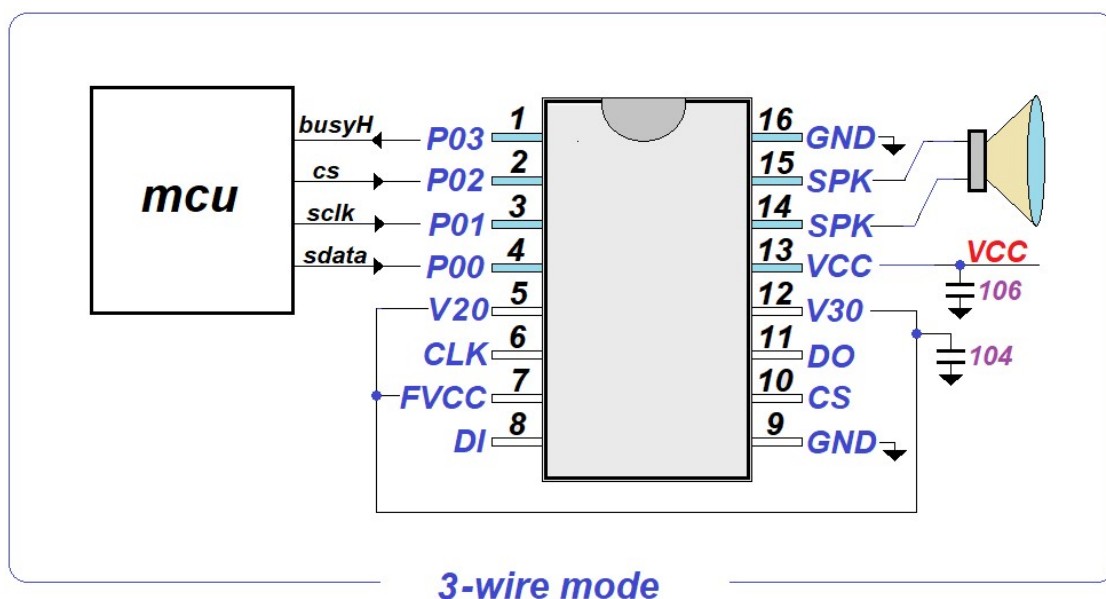 mcu
busyH
cs
sclk
sdata
P03 1
P02 2
P01 3
P00 4
V20 5
CLK 6
FVCC 7
DI 8
16 GND
15 SPK
14 SPK
13 VCC
12 V30
11 DO
10 CS
9 GND
VCC
106
104
3-wire mode